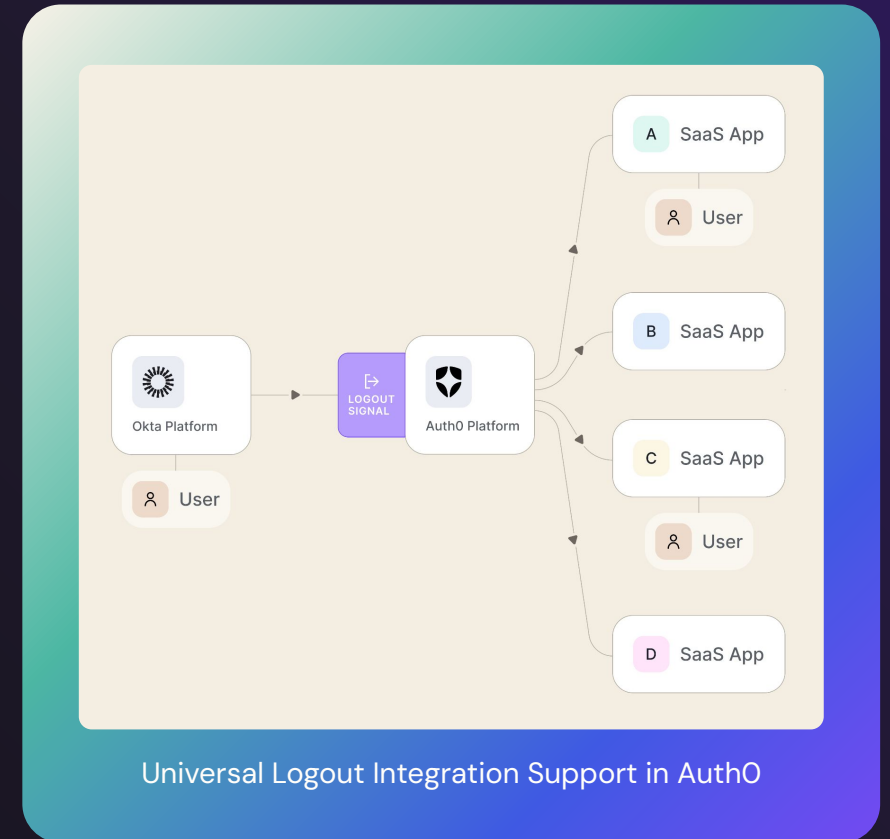 A SaaS App
User
B SaaS App
LOGOUT
SIGNAL
Okta Platform
Auth0 Platform
C SaaS App
User
User
D SaaS App
Universal Logout Integration Support in Auth0